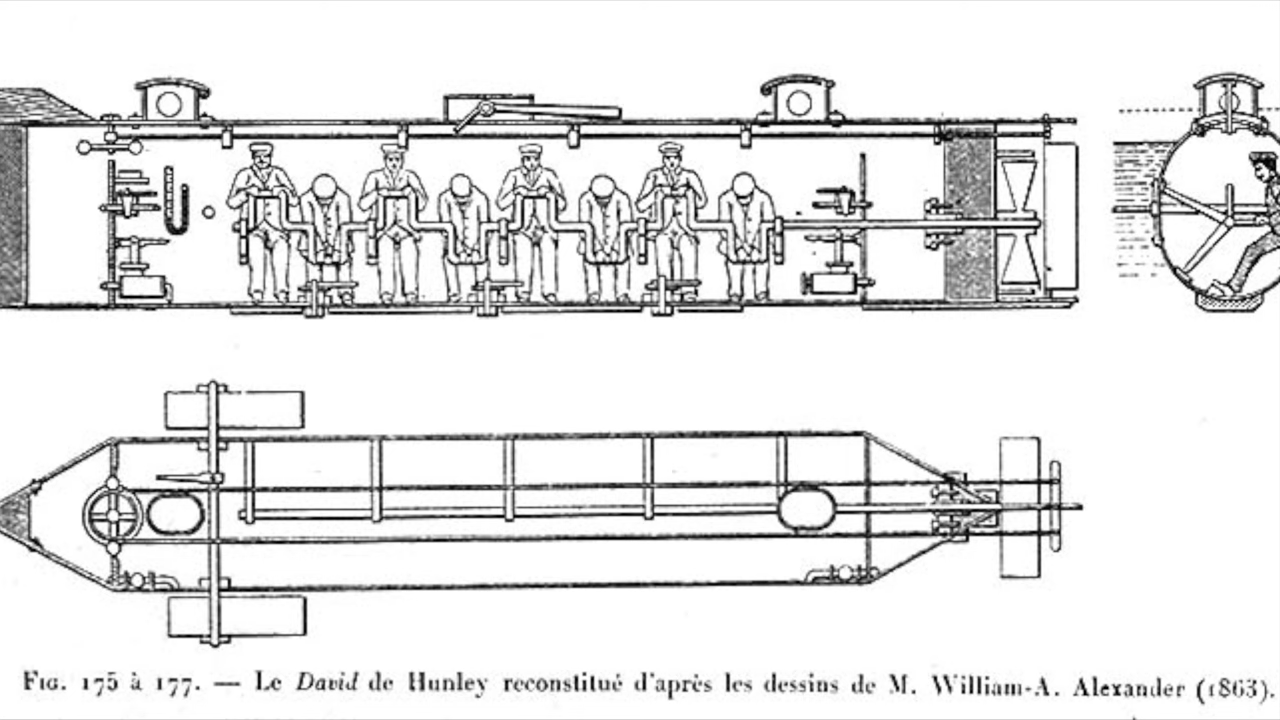 Fig. 175 à 177. — Le David de Hunley reconstitué d'après les dessins de M. William-A. Alexander (1863).